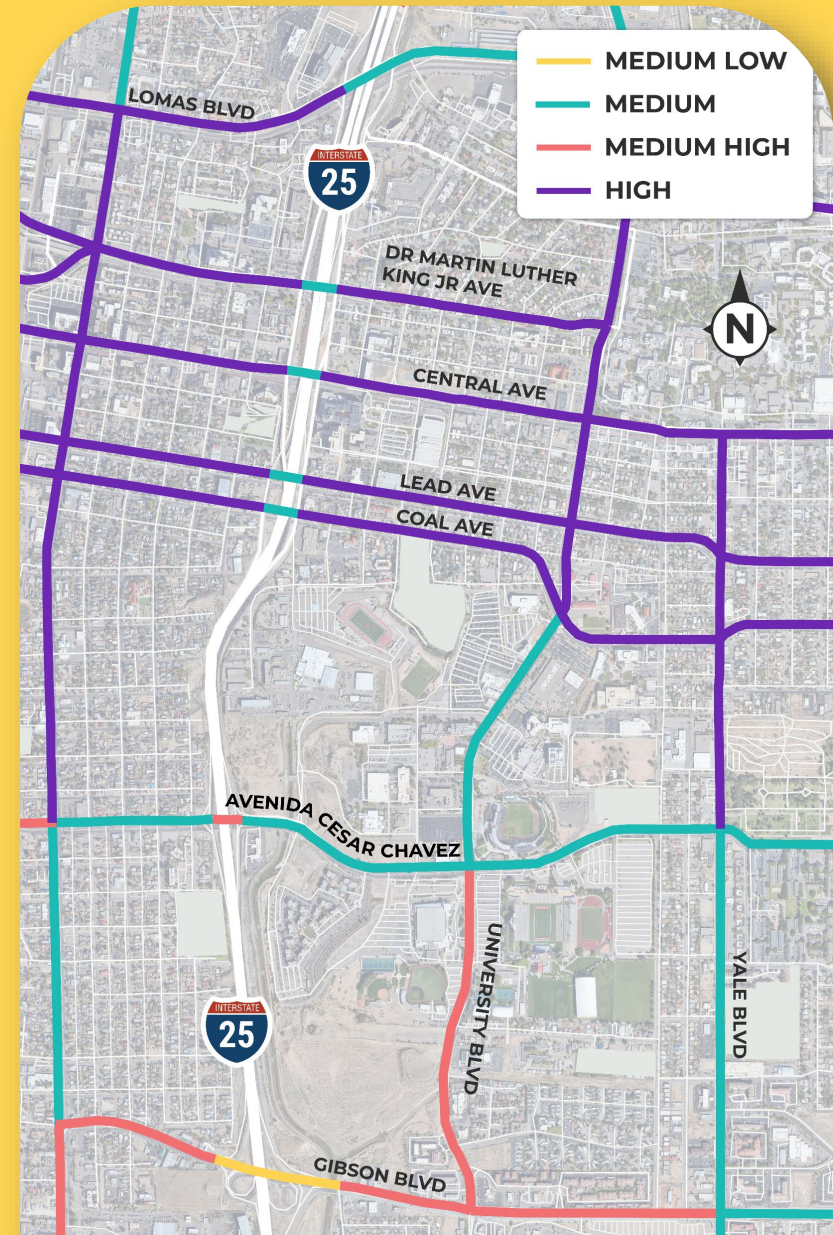 MEDIUM LOW
MEDIUM
MEDIUM HIGH
HIGH
LOMAS BLVD
INTERSTATE
25
DR MARTIN LUTHER
KING JR AVE
N
CENTRAL AVE
LEAD AVE
COAL AVE
AVENIDA CESAR CHAVEZ
UNIVERSITY BLVD
YALE BLVD
INTERSTATE
25
GIBSON BLVD